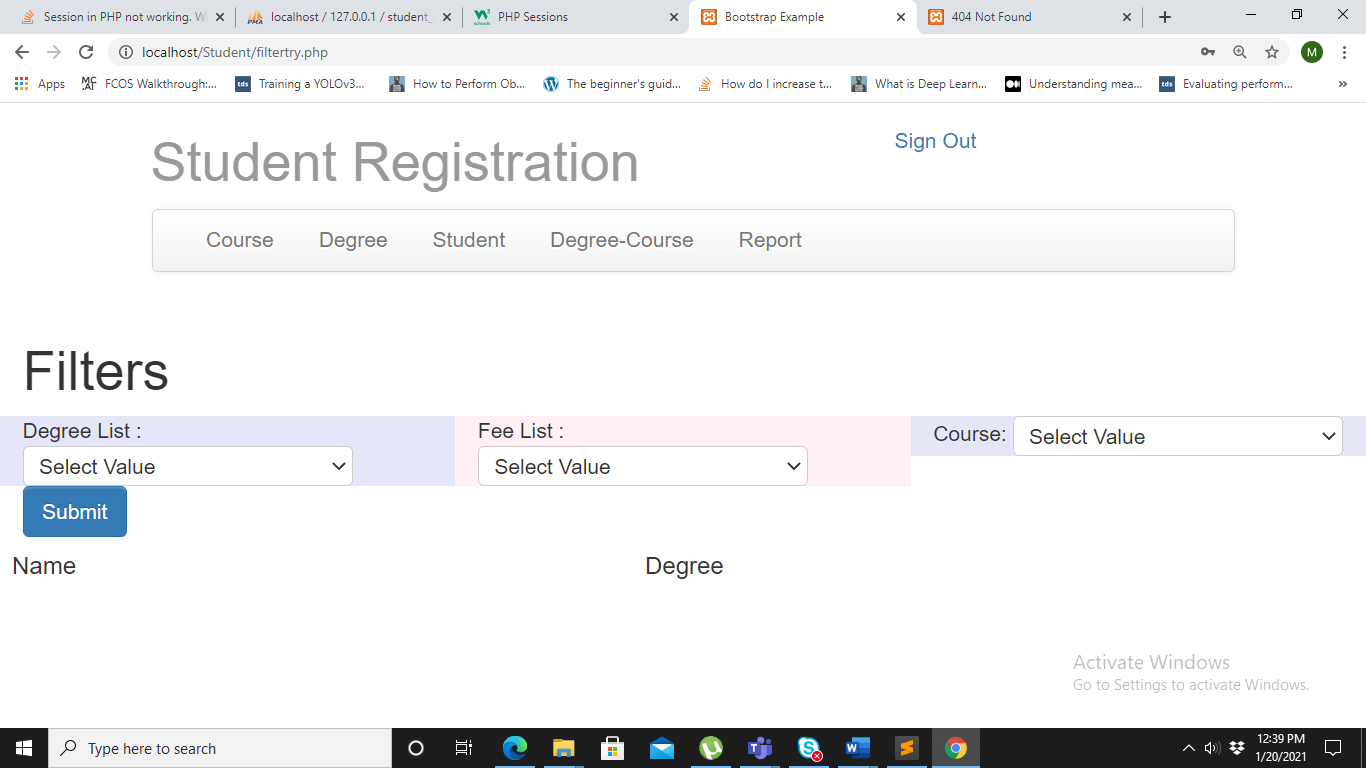 Session in PHP not working. W
localhost / 127.0.0.1 / student_
PHP Sessions
Bootstrap Example
404 Not Found
localhost/Student/filtertry.php
M
Apps
FCOS Walkthrough:...
tds Training a YOLOv3...
How to Perform Ob...
The beginner's guid...
How do I increase t...
What is Deep Learn...
Understanding mea...
tds Evaluating perform...
»
Sign Out
Student Registration
Course Degree Student Degree-Course Report
Filters
Degree List :
Select Value
Fee List :
Select Value
Course: Select Value
Submit
Name Degree
Activate Windows
Go to Settings to activate Windows.
Type here to search
12:39 PM
1/20/2021